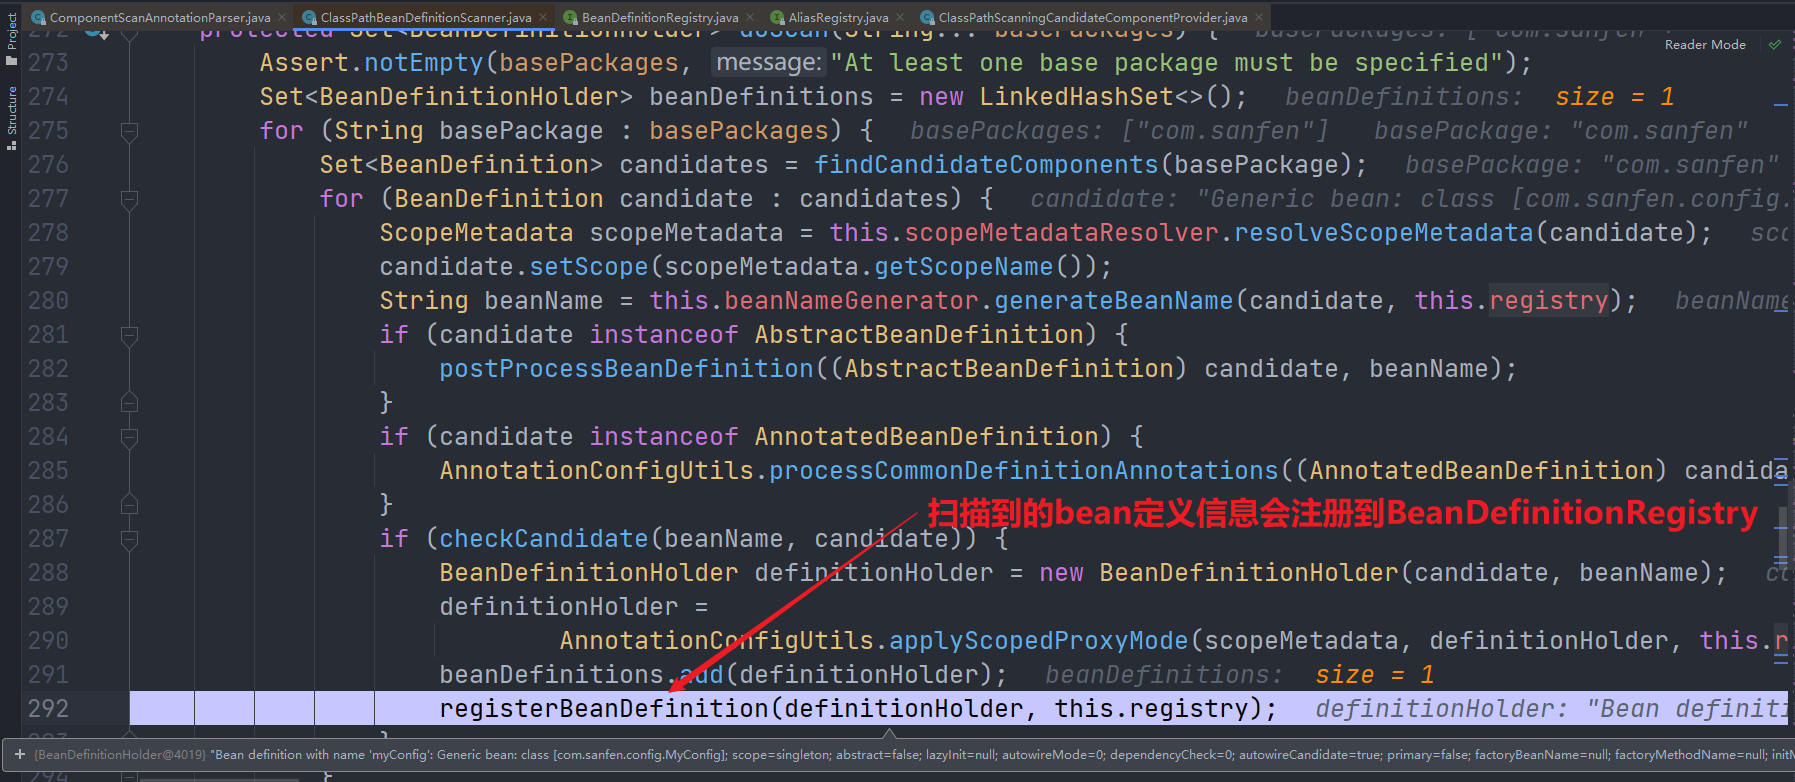 ComponentScanAnnotationParser.java × ClassPathBeanDefinitionScanner.java × BeanDefinitionRegistry.java × AliasRegistry.java × ClassPathScanningCandidateComponentProvider.java ×
Project
Structure
Reader Mode
272 protected Set<BeanDefinitionHolder> doScan(String... basePackages) { basePackages: ["com.sanfen"
273 Assert.notEmpty(basePackages, message: "At least one base package must be specified");
274 Set<BeanDefinitionHolder> beanDefinitions = new LinkedHashSet<>(); beanDefinitions: size = 1
275 for (String basePackage : basePackages) { basePackages: ["com.sanfen"] basePackage: "com.sanfen"
276 Set<BeanDefinition> candidates = findCandidateComponents(basePackage); basePackage: "com.sanfen"
277 for (BeanDefinition candidate : candidates) { candidate: "Generic bean: class [com.sanfen.config.
278 ScopeMetadata scopeMetadata = this.scopeMetadataResolver.resolveScopeMetadata(candidate); sco
279 candidate.setScope(scopeMetadata.getScopeName());
280 String beanName = this.beanNameGenerator.generateBeanName(candidate, this.registry); beanName
281 if (candidate instanceof AbstractBeanDefinition) {
282 postProcessBeanDefinition((AbstractBeanDefinition) candidate, beanName);
283 }
284 if (candidate instanceof AnnotatedBeanDefinition) {
285 AnnotationConfigUtils.processCommonDefinitionAnnotations((AnnotatedBeanDefinition) candida
286 }
扫描到的bean定义信息会注册到BeanDefinitionRegistry
287 if (checkCandidate(beanName, candidate)) {
288 BeanDefinitionHolder definitionHolder = new BeanDefinitionHolder(candidate, beanName); c
289 definitionHolder =
290 AnnotationConfigUtils.applyScopedProxyMode(scopeMetadata, definitionHolder, this.r
291 beanDefinitions.add(definitionHolder); beanDefinitions: size = 1
292 registerBeanDefinition(definitionHolder, this.registry); definitionHolder: "Bean definiti
293 }
+ {BeanDefinitionHolder@4019} "Bean definition with name 'myConfig': Generic bean: class [com.sanfen.config.MyConfig]; scope=singleton; abstract=false; lazyInit=null; autowireMode=0; dependencyCheck=0; autowireCandidate=true; primary=false; factoryBeanName=null; factoryMethodName=null; initM
294 }